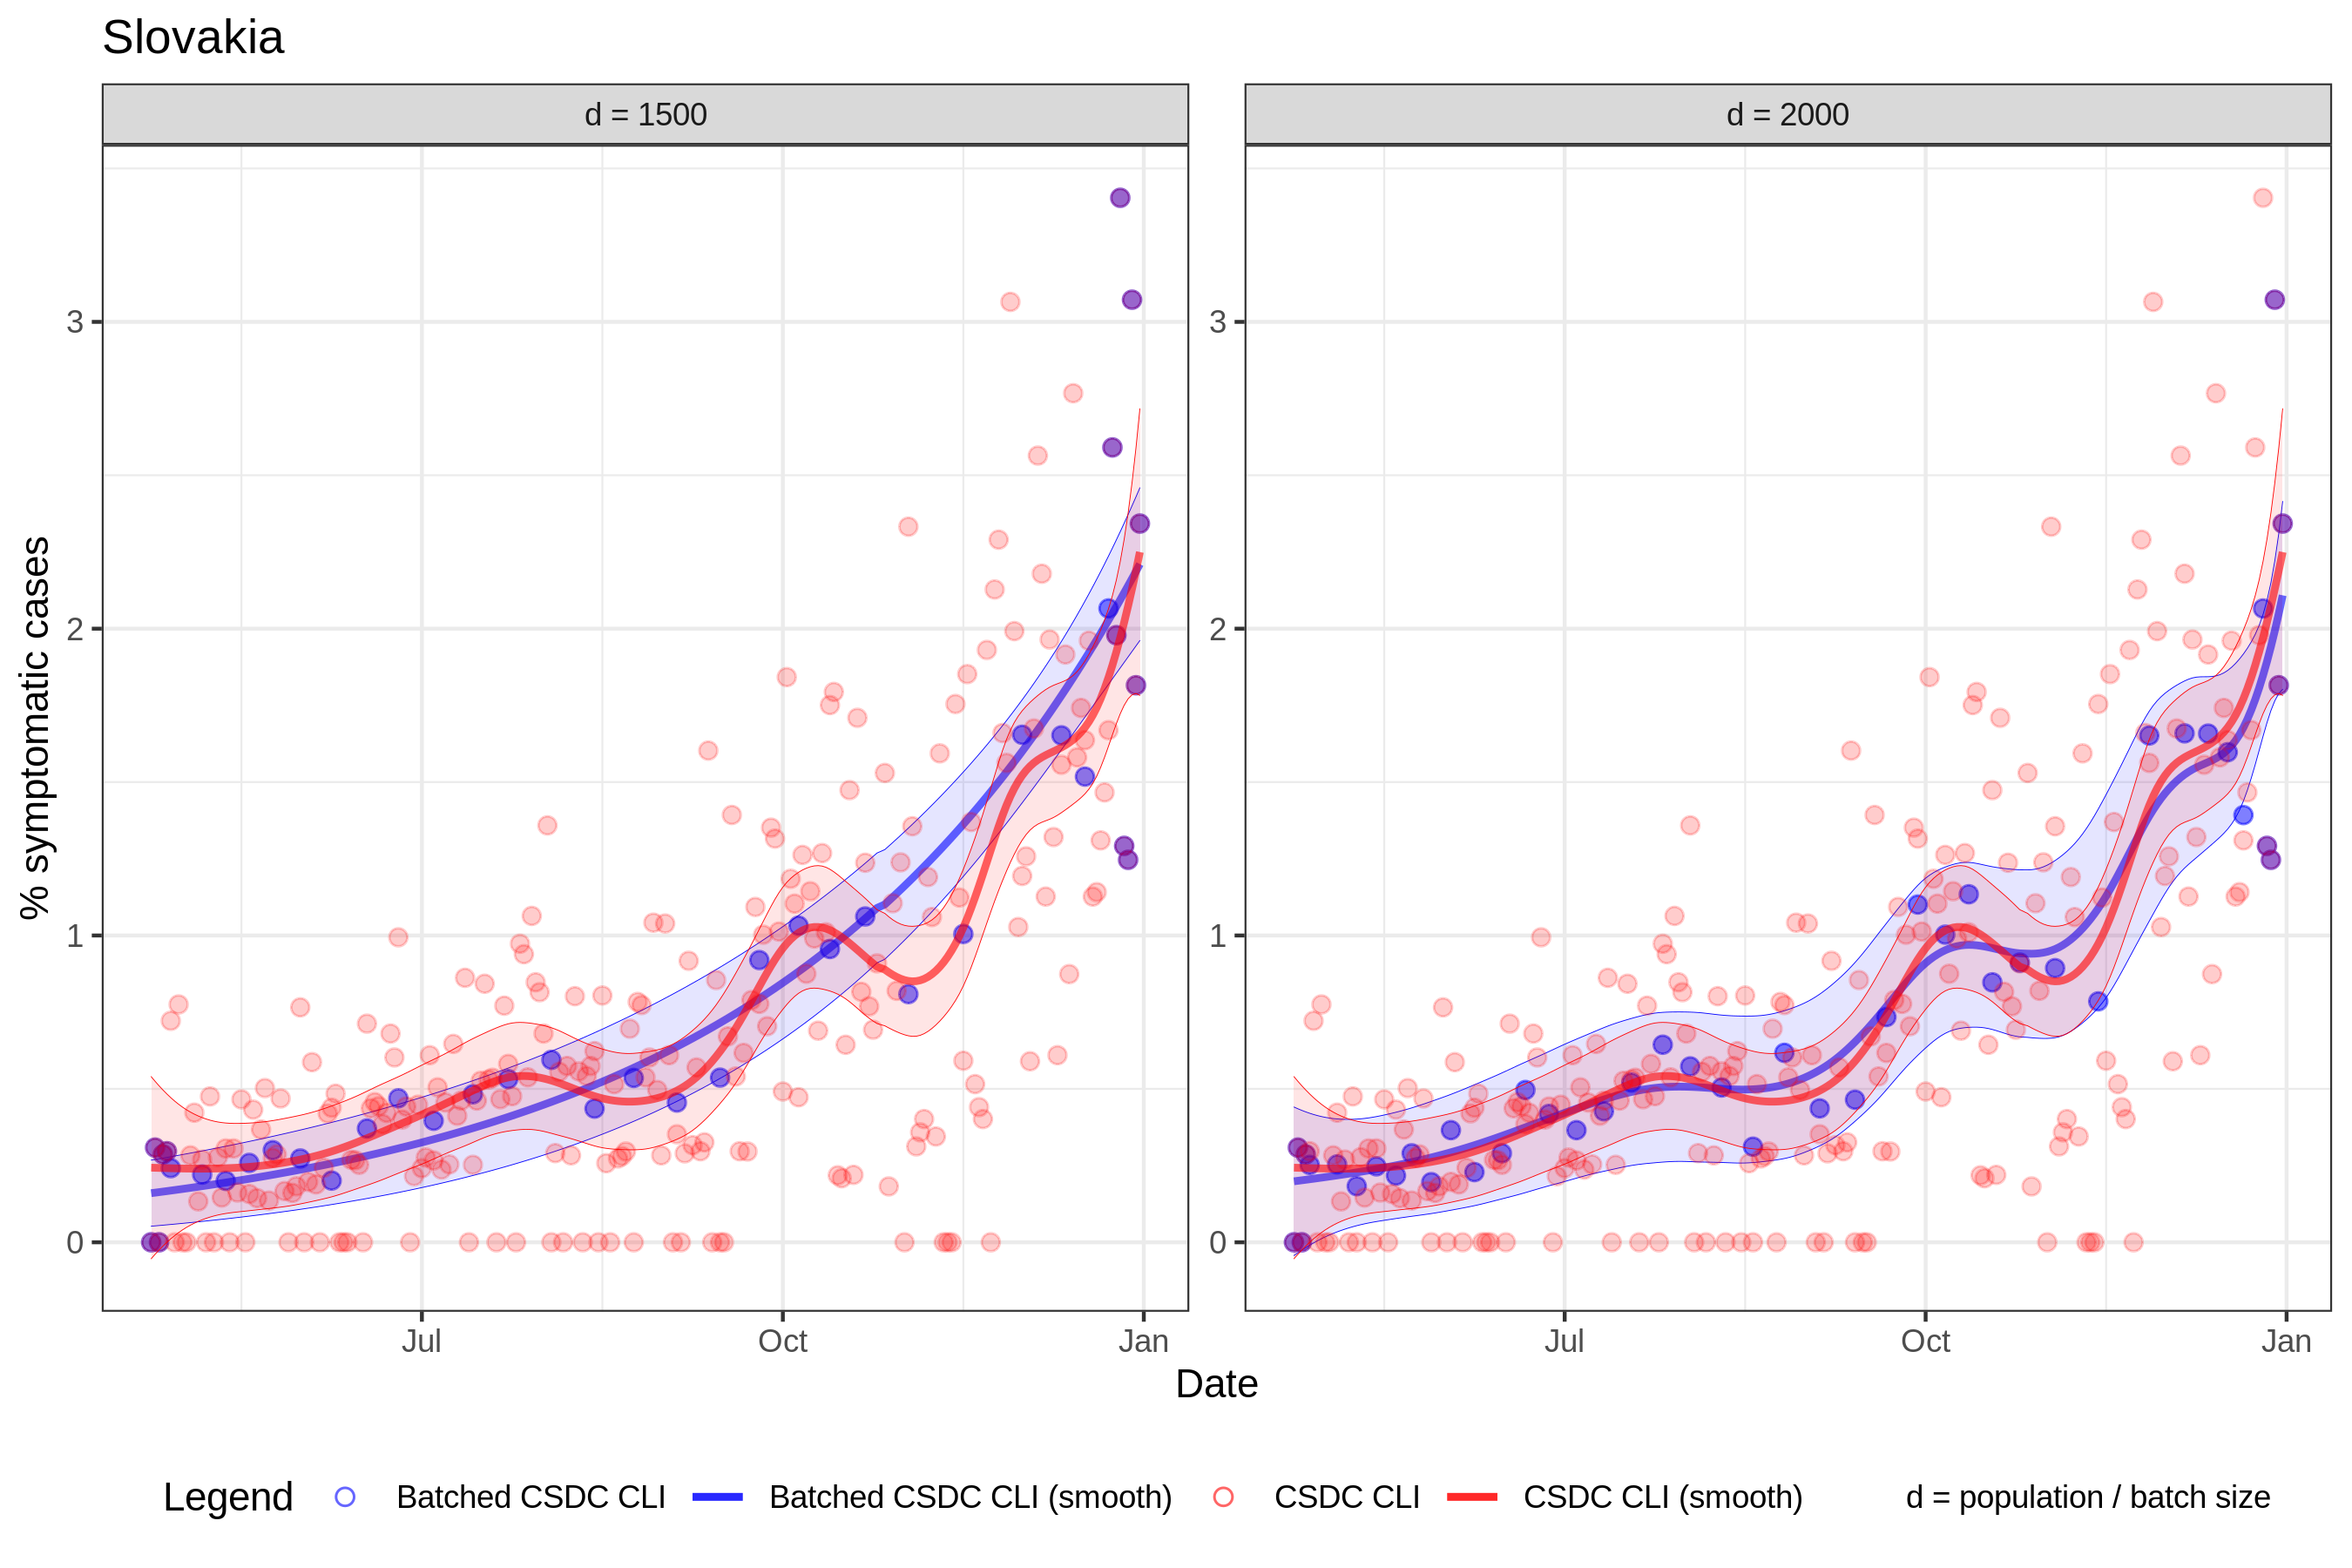 Slovakia
d = 1500
d = 2000
% symptomatic cases
3
2
1
0
3
2
1
0
Jul
Oct
Jan
Jul
Oct
Jan
Date
Legend
Batched CSDC CLI
Batched CSDC CLI (smooth)
CSDC CLI
CSDC CLI (smooth)
d = population / batch size